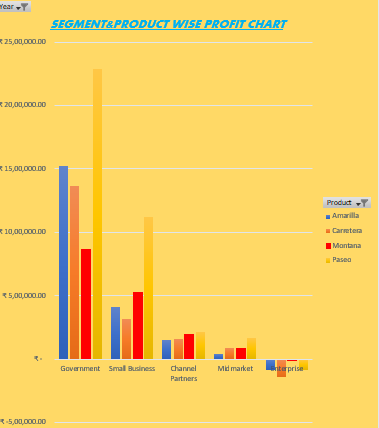 Year
SEGMENT&PRODUCT WISE PROFIT CHART
₹ 25,00,000.00
₹ 20,00,000.00
₹ 15,00,000.00
₹ 10,00,000.00
₹ 5,00,000.00
₹ -
₹ -5,00,000.00
Government
Small Business
Channel
Partners
Midmarket
Enterprise
Product
Amarilla
Carretera
Montana
Paseo